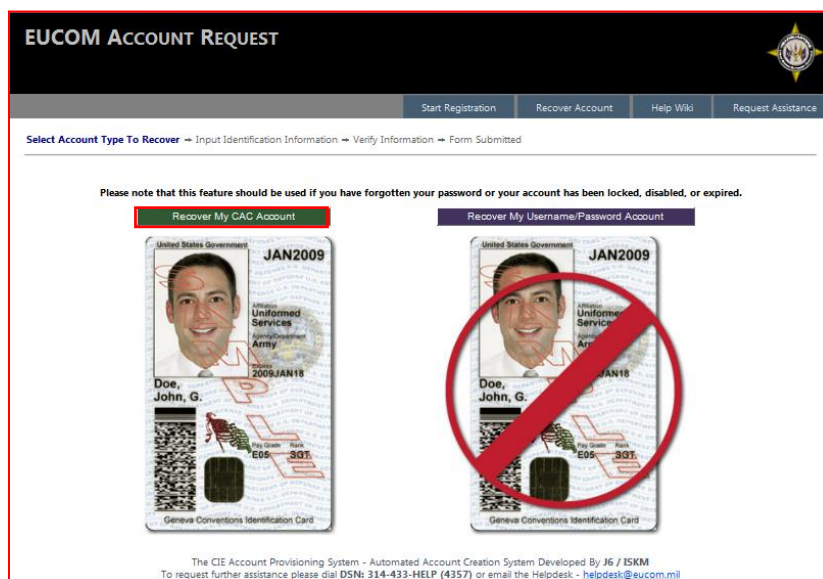 EUCOM ACCOUNT REQUEST
Start Registration Recover Account Help Wiki Request Assistance
Select Account Type To Recover → Input Identification Information → Verify Information → Form Submitted
Please note that this feature should be used if you have forgotten your password or your account has been locked, disabled, or expired.
Recover My CAC Account
United States Government
JAN2009
Affiliation
Uniformed
Services
Agency/Department
Army
Expires
2009JAN18
Doe,
John, G.
SAMPLE
Pay Grade Rank
E05 SGT
Geneva Conventions Identification Card
Recover My Username/Password Account
United States Government
JAN2009
Affiliation
Uniformed
Services
Doe,
John, G.
Pay Grade Rank
E05 SGT
Geneva Conventions Identification Card
The CIE Account Provisioning System - Automated Account Creation System Developed By J6 / ISKM
To request further assistance please dial DSN: 314-433-HELP (4357) or email the Helpdesk - helpdesk@eucom.mil